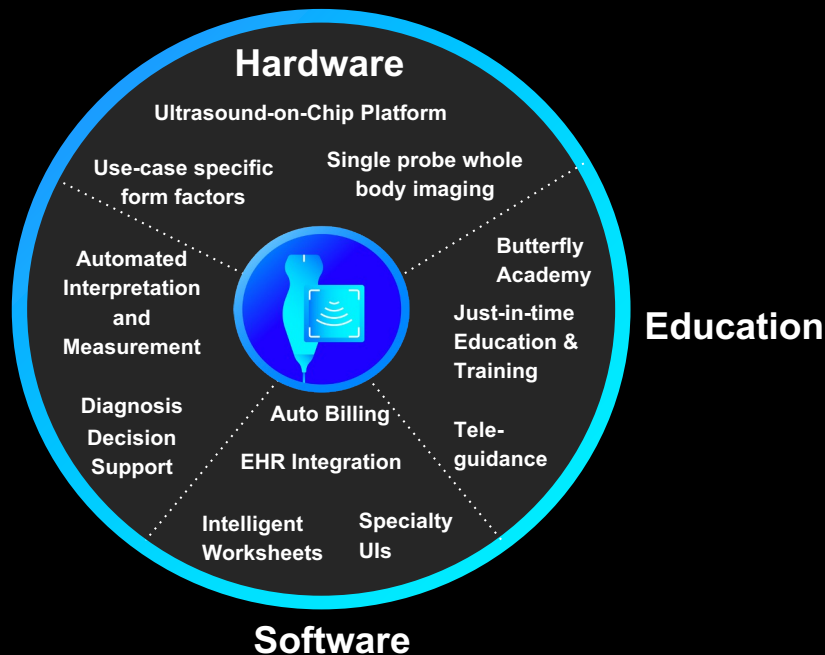 Hardware
Ultrasound-on-Chip Platform
Use-case specific
form factors
Single probe whole
body imaging
Automated
Interpretation
and
Measurement
Diagnosis
Decision
Support
Butterfly
Academy
Just-in-time
Education &
Training
Tele-
guidance
Education
Auto Billing
EHR Integration
Intelligent
Worksheets
Specialty
UIs
Software